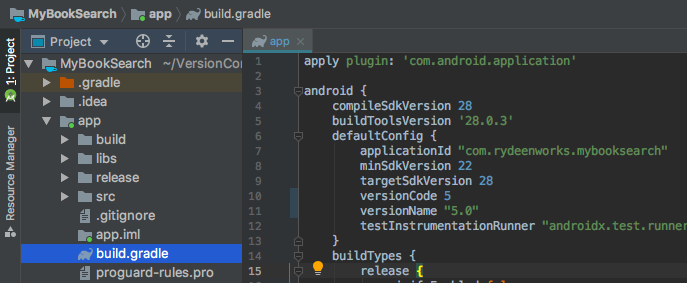 MyBookSearch app build.gradle
Project
app
1: Project
Resource Manager
MyBookSearch ~/VersionCon
.gradle
.idea
app
build
libs
release
src
.gitignore
app.iml
build.gradle
proguard-rules.pro
1 apply plugin: 'com.android.application'
2
3 android {
4 compileSdkVersion 28
5 buildToolsVersion '28.0.3'
6 defaultConfig {
7 applicationId "com.rydeenworks.mybooksearch"
8 minSdkVersion 22
9 targetSdkVersion 28
10 versionCode 5
11 versionName "5.0"
12 testInstrumentationRunner "androidx.test.runner
13 }
14 buildTypes {
15 release {